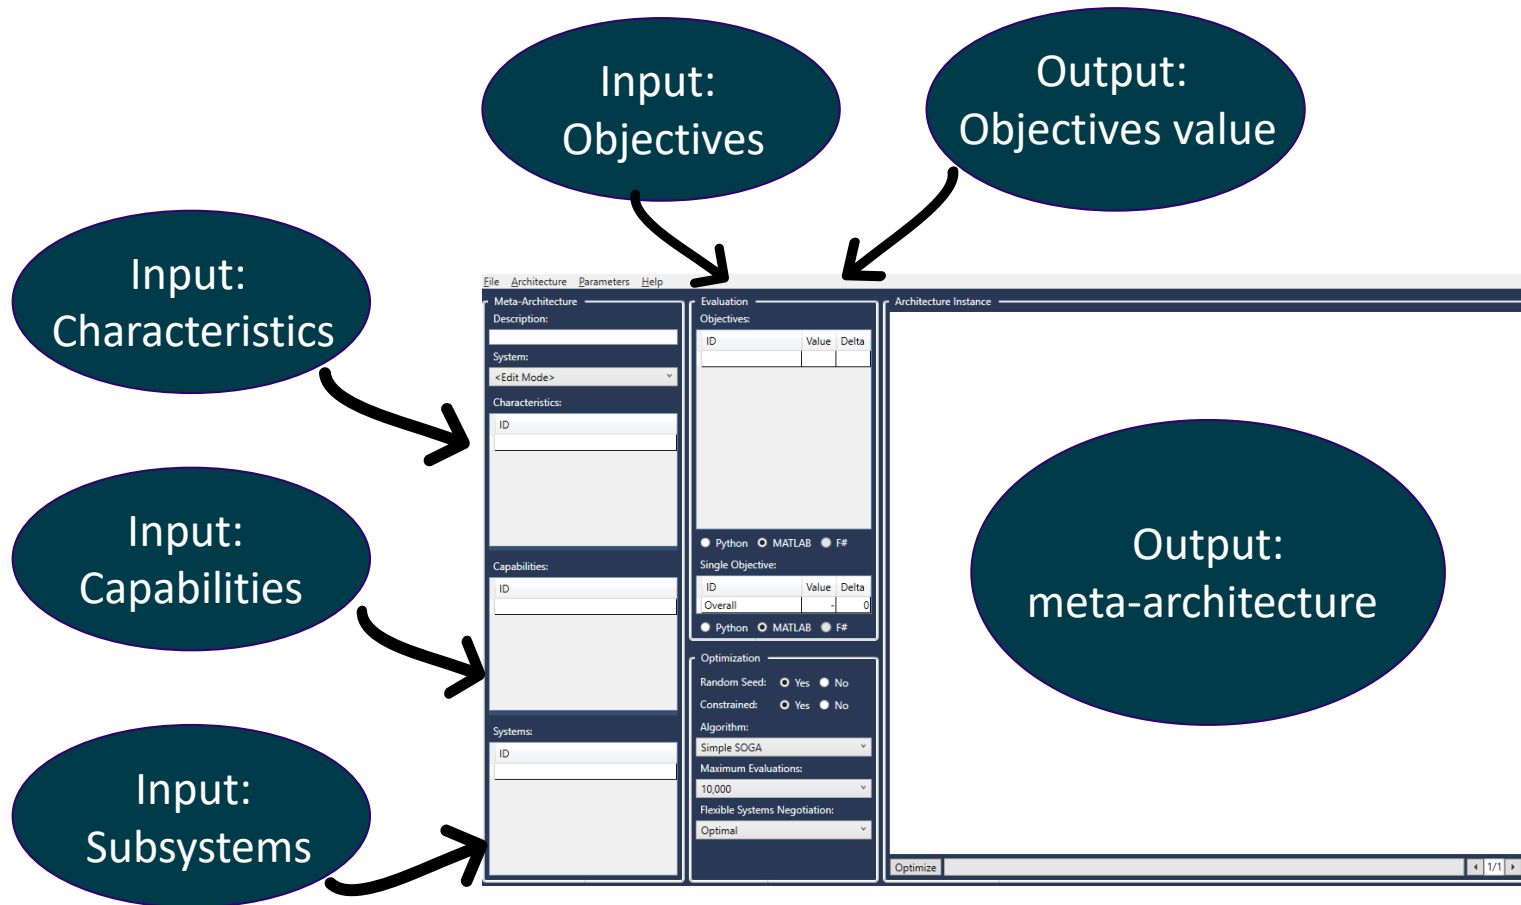 Input:
Objectives
Output:
Objectives value
Input:
Characteristics
Input:
Capabilities
Input:
Subsystems
File Architecture Parameters Help
Meta-Architecture
Description:
System:
<Edit Mode>
Characteristics:
ID
Capabilities:
ID
Systems:
ID
Evaluation
Objectives:
ID Value Delta
Python MATLAB F#
Single Objective:
ID Value Delta
Overall - 0
Python MATLAB F#
Optimization
Random Seed: Yes No
Constrained: Yes No
Algorithm:
Simple SOGA
Maximum Evaluations:
10,000
Flexible Systems Negotiation:
Optimal
Architecture Instance
Output:
meta-architecture
Optimize
1/1